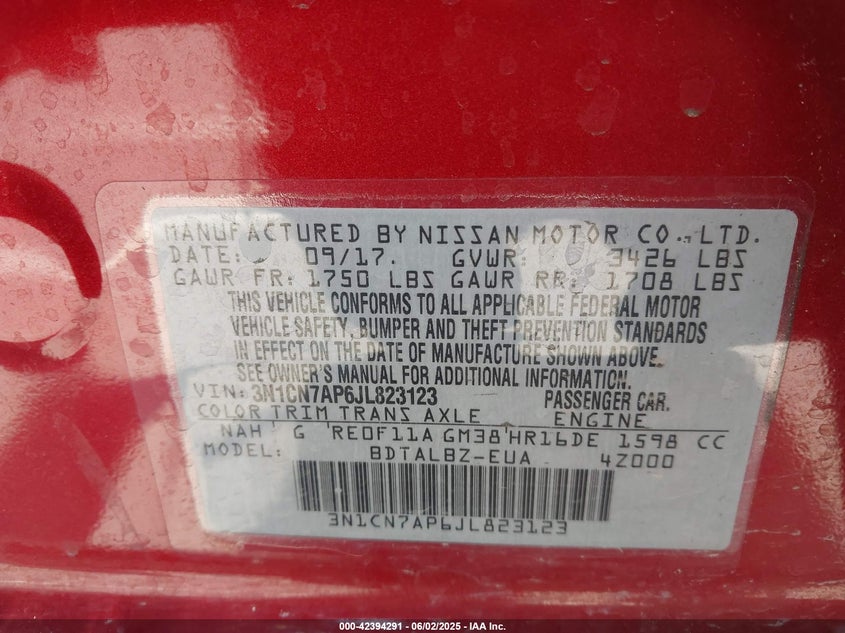 MANUFACTURED BY NISSAN MOTOR CO., LTD.
DATE: 09/17. GVWR: 3426 LBS
GAWR FR: 1750 LBS GAWR RR: 1708 LBS
THIS VEHICLE CONFORMS TO ALL APPLICABLE FEDERAL MOTOR
VEHICLE SAFETY, BUMPER AND THEFT PREVENTION STANDARDS
IN EFFECT ON THE DATE OF MANUFACTURE SHOWN ABOVE.
SEE OWNER'S MANUAL FOR ADDITIONAL INFORMATION.
VIN: 3N1CN7AP6JL823123 PASSENGER CAR.
COLOR TRIM TRANS AXLE ENGINE
NAH G RE0F11A GM38 HR16DE 1598 CC
MODEL: BDTALBZ-EUA 4Z000
3N1CN7AP6JL823123
000-42394291 - 06/02/2025 - IAA Inc.